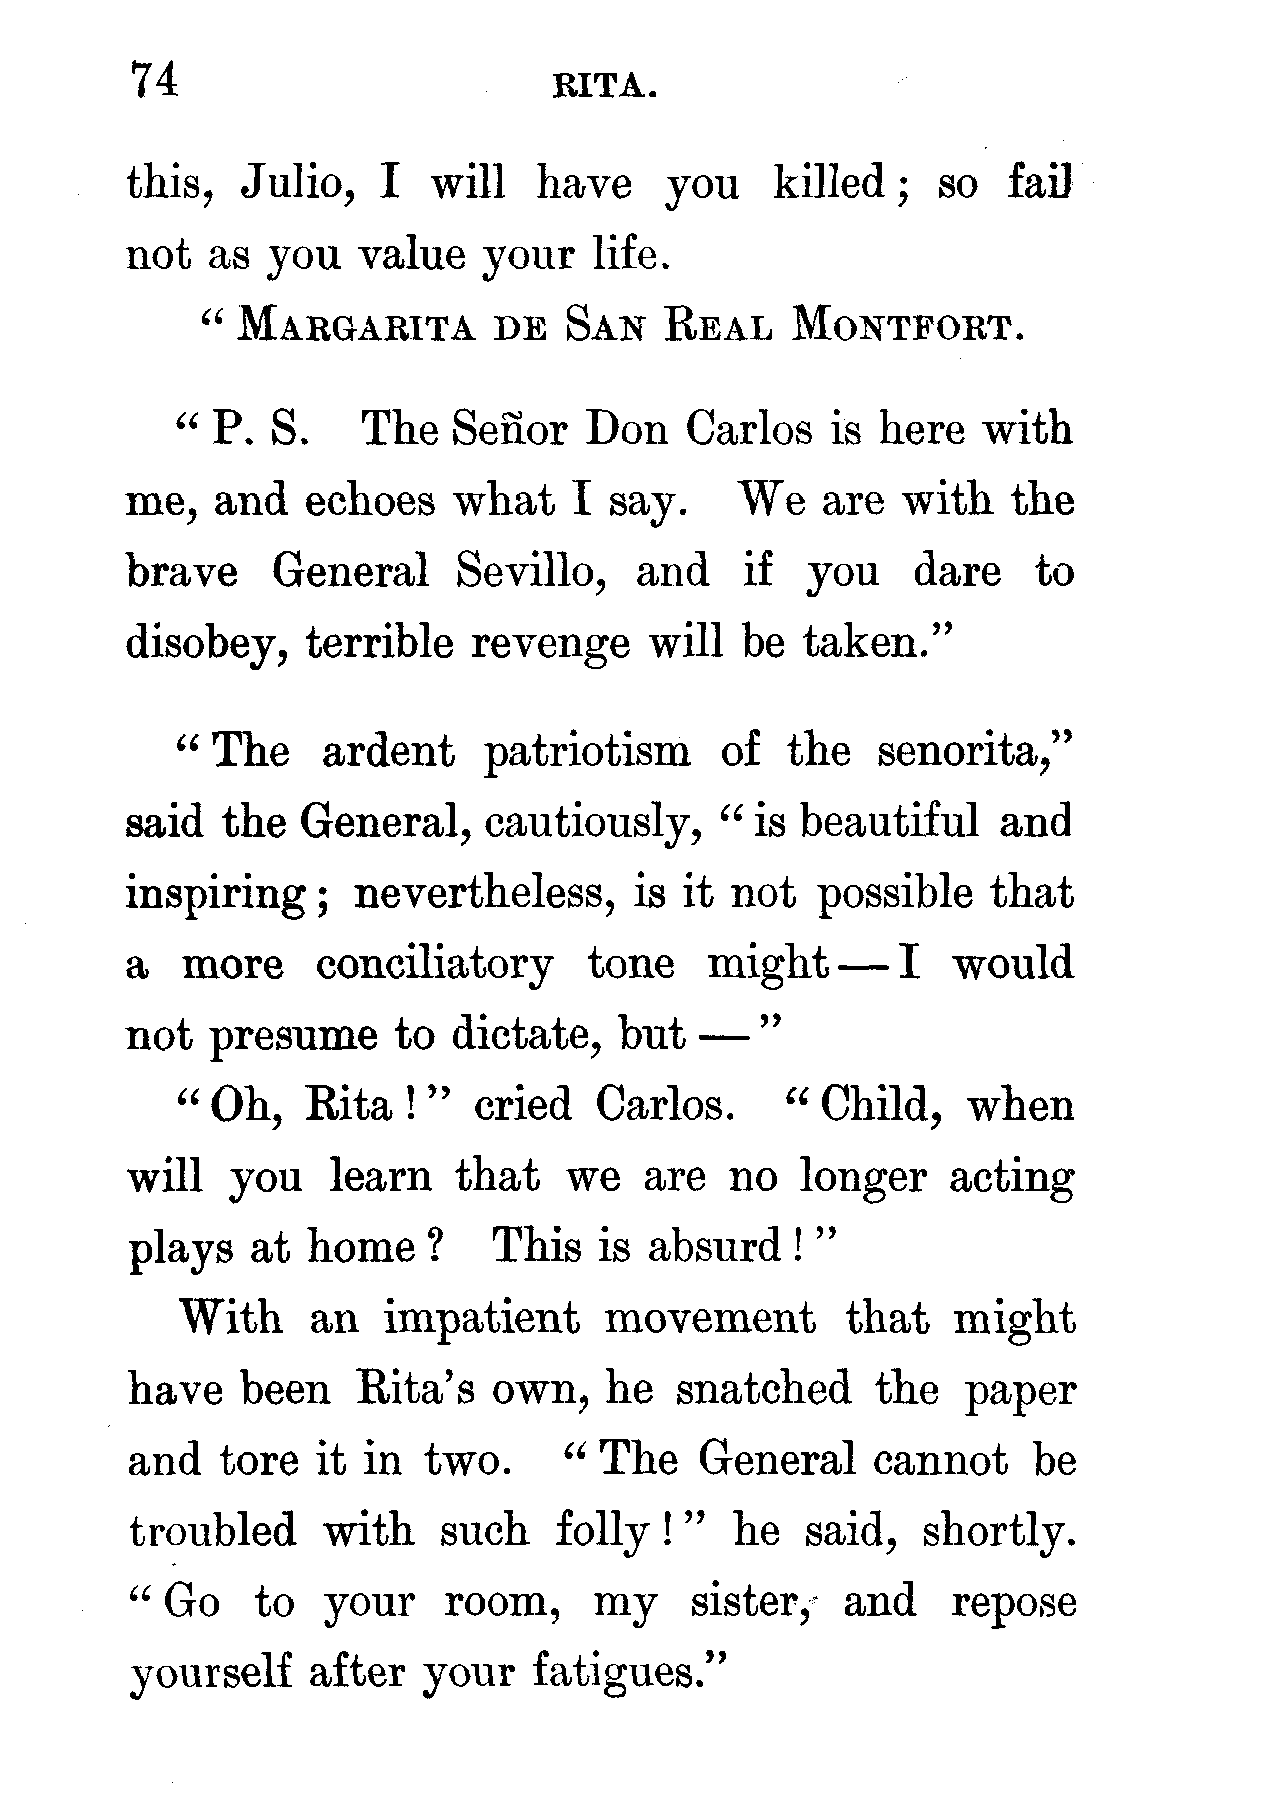 74 RITA.
this, Julio, I will have you killed; so fail
not as you value your life.
"MARGARITA DE SAN REAL MONTFORT.
"P. S. The Señor Don Carlos is here with
me, and echoes what I say. We are with the
brave General Sevillo, and if you dare to
disobey, terrible revenge will be taken."
"The ardent patriotism of the senorita,"
said the General, cautiously, "is beautiful and
inspiring; nevertheless, is it not possible that
a more conciliatory tone might — I would
not presume to dictate, but — "
"Oh, Rita!" cried Carlos. "Child, when
will you learn that we are no longer acting
plays at home? This is absurd!"
With an impatient movement that might
have been Rita's own, he snatched the paper
and tore it in two. "The General cannot be
troubled with such folly!" he said, shortly.
"Go to your room, my sister, and repose
yourself after your fatigues."